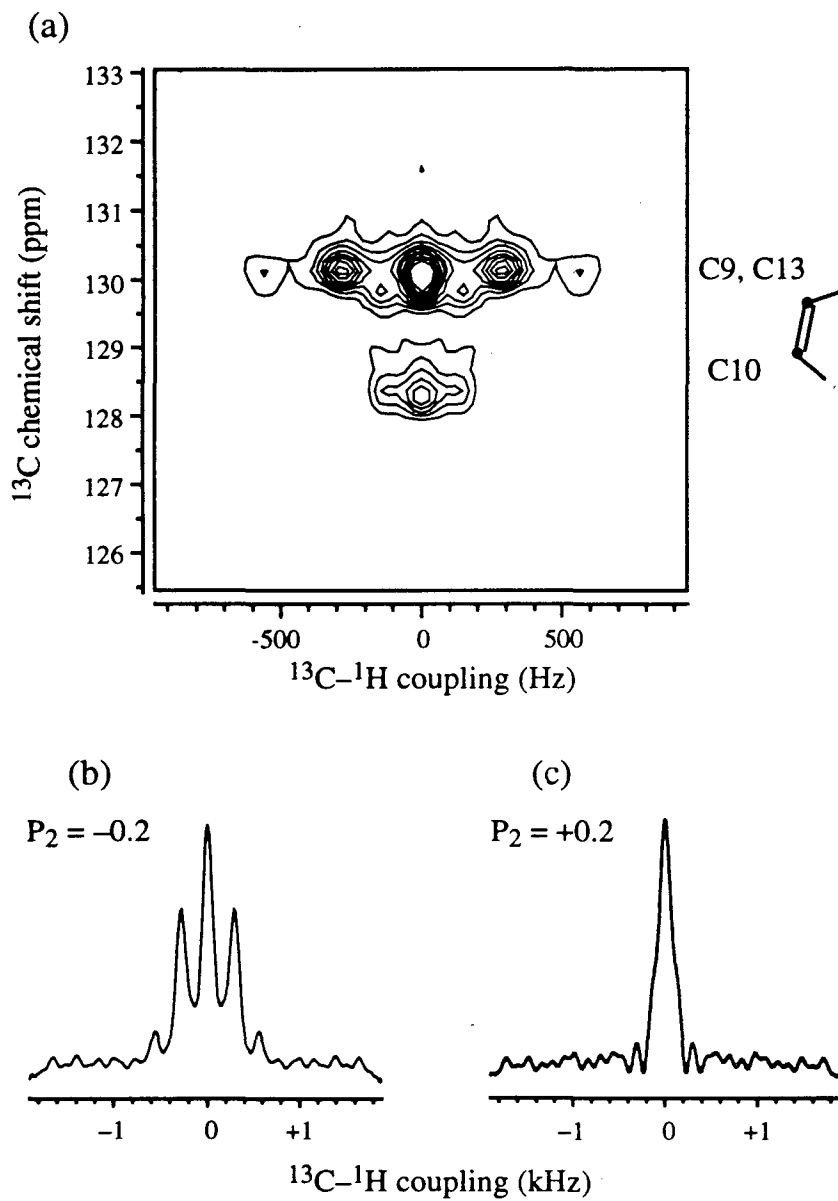 (a)
133
132
131
130
129
128
127
126
¹³C chemical shift (ppm)
C9, C13
C10
-500 0 500
¹³C–¹H coupling (Hz)
(b) (c)
P₂ = –0.2 P₂ = +0.2
–1 0 +1 –1 0 +1
¹³C–¹H coupling (kHz)